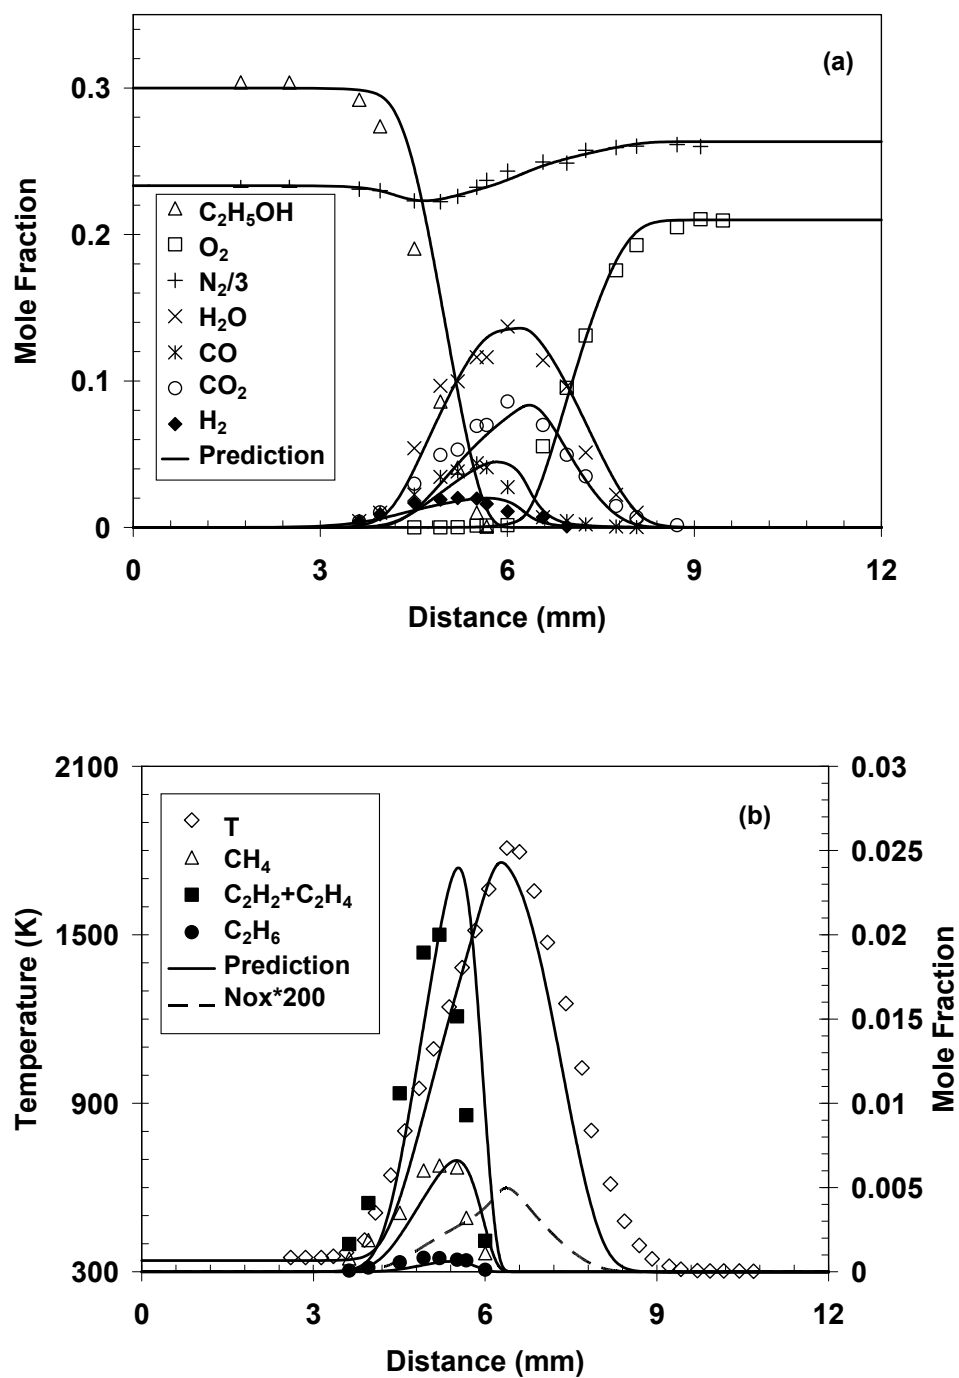 (a)
0.3
0.2
0.1
0
Mole Fraction
C2H5OH
O2
N2/3
H2O
CO
CO2
H2
Prediction
0 3 6 9 12
Distance (mm)
2100
1500
900
300
Temperature (K)
(b)
T
CH4
C2H2+C2H4
C2H6
Prediction
Nox*200
0.03
0.025
0.02
0.015
0.01
0.005
0
Mole Fraction
0 3 6 9 12
Distance (mm)